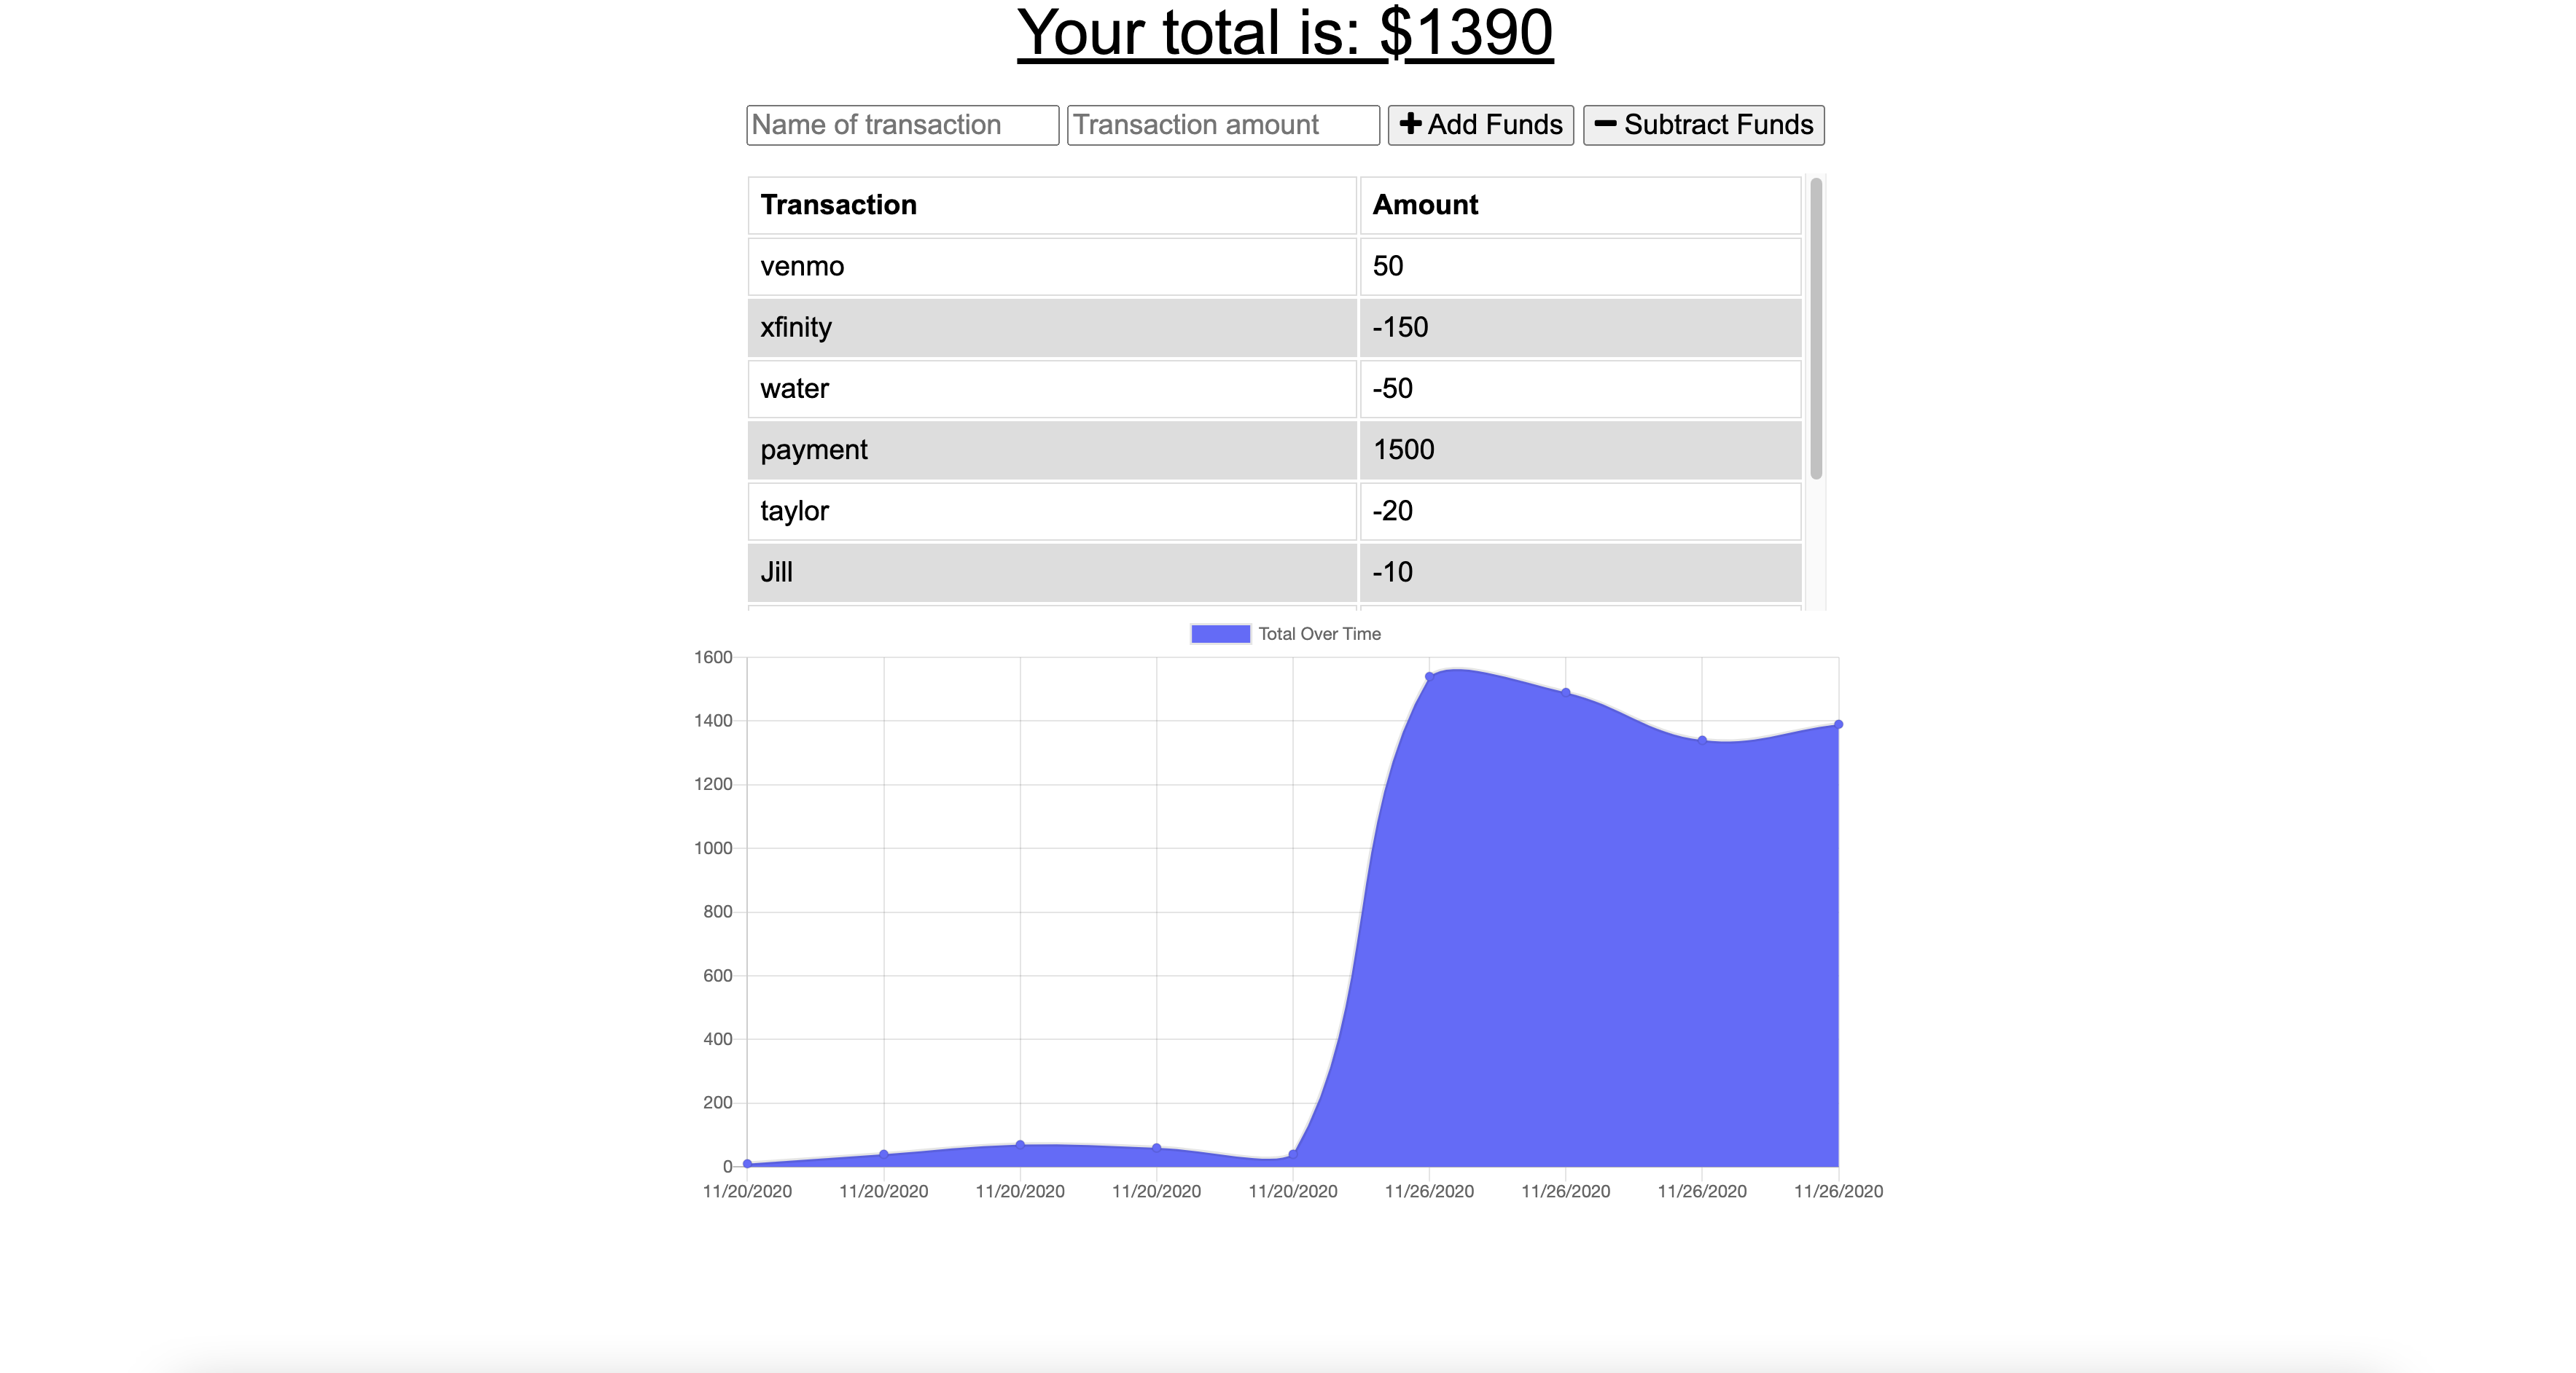 Your total is: $1390
Name of transaction Transaction amount + Add Funds − Subtract Funds
Transaction Amount
venmo 50
xfinity -150
water -50
payment 1500
taylor -20
Jill -10
Total Over Time
1600
1400
1200
1000
800
600
400
200
0
11/20/2020 11/20/2020 11/20/2020 11/20/2020 11/20/2020 11/26/2020 11/26/2020 11/26/2020 11/26/2020